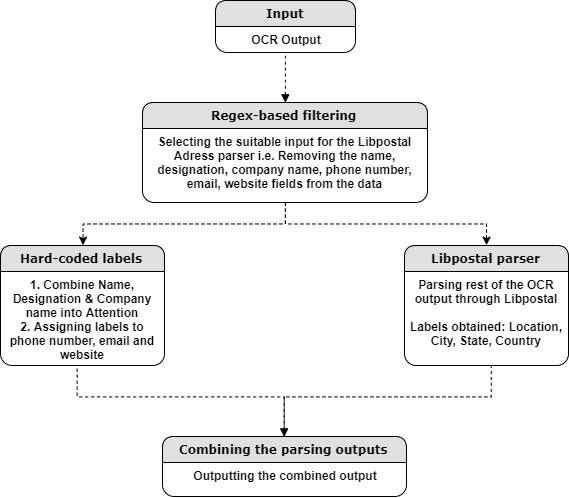 Input
OCR Output
Regex-based filtering
Selecting the suitable input for the Libpostal
Adress parser i.e. Removing the name,
designation, company name, phone number,
email, website fields from the data
Hard-coded labels
1. Combine Name,
Designation & Company
name into Attention
2. Assigning labels to
phone number, email and
website
Libpostal parser
Parsing rest of the OCR
output through Libpostal
Labels obtained: Location,
City, State, Country
Combining the parsing outputs
Outputting the combined output